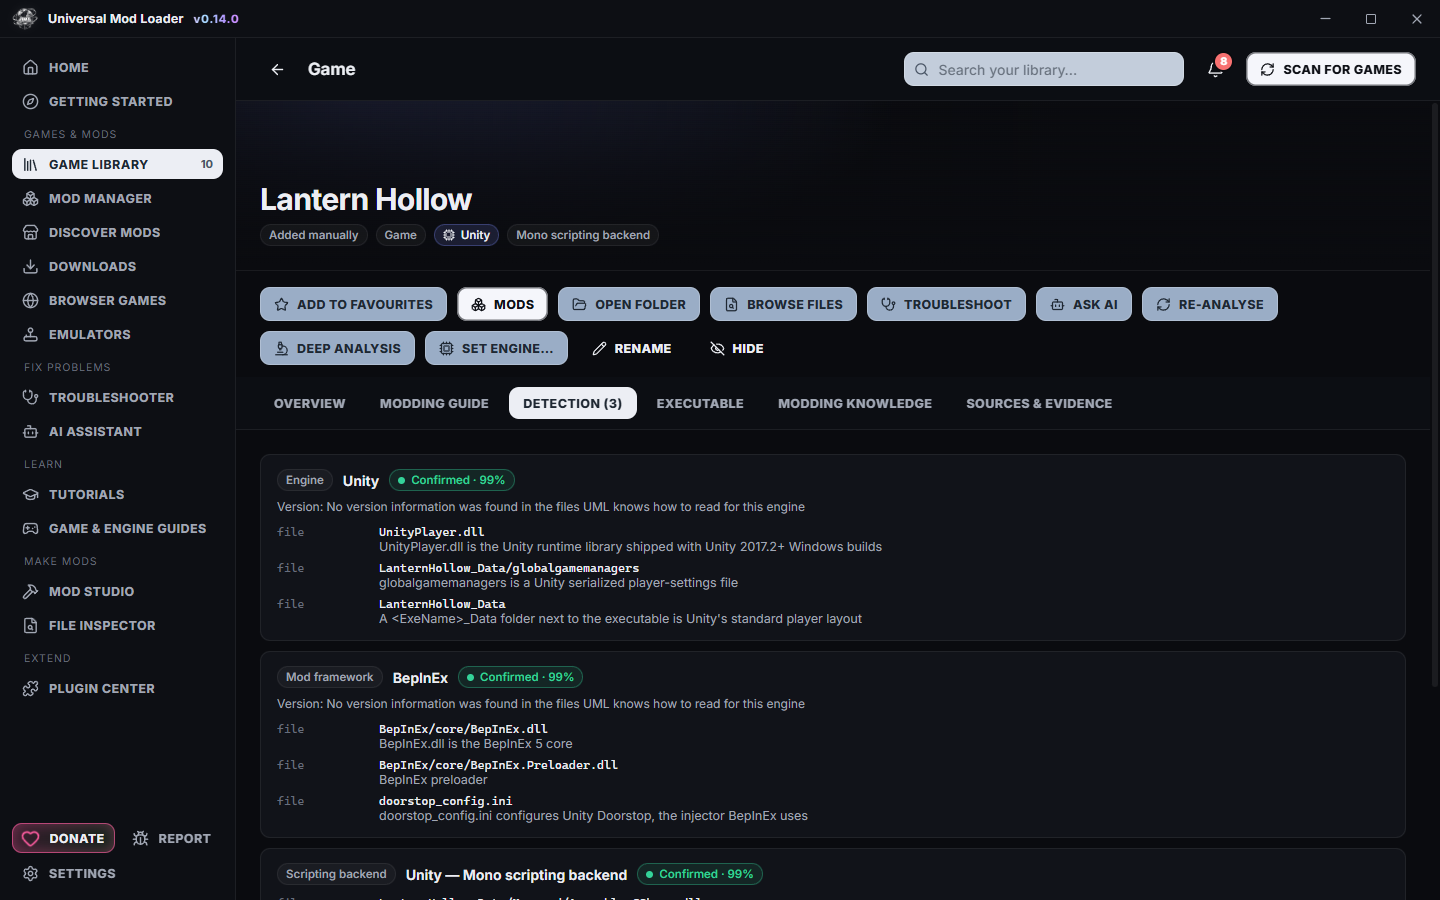 Universal Mod Loader v0.14.0
HOME
GETTING STARTED
GAMES & MODS
GAME LIBRARY 10
MOD MANAGER
DISCOVER MODS
DOWNLOADS
BROWSER GAMES
EMULATORS
FIX PROBLEMS
TROUBLESHOOTER
AI ASSISTANT
LEARN
TUTORIALS
GAME & ENGINE GUIDES
MAKE MODS
MOD STUDIO
FILE INSPECTOR
EXTEND
PLUGIN CENTER
DONATE REPORT
SETTINGS
Game
Search your library...
8
SCAN FOR GAMES
Lantern Hollow
Added manually Game Unity Mono scripting backend
ADD TO FAVOURITES MODS OPEN FOLDER BROWSE FILES TROUBLESHOOT ASK AI RE-ANALYSE
DEEP ANALYSIS SET ENGINE... RENAME HIDE
OVERVIEW MODDING GUIDE DETECTION (3) EXECUTABLE MODDING KNOWLEDGE SOURCES & EVIDENCE
Engine Unity Confirmed · 99%
Version: No version information was found in the files UML knows how to read for this engine
file UnityPlayer.dll
UnityPlayer.dll is the Unity runtime library shipped with Unity 2017.2+ Windows builds
file LanternHollow_Data/globalgamemanagers
globalgamemanagers is a Unity serialized player-settings file
file LanternHollow_Data
A <ExeName>_Data folder next to the executable is Unity's standard player layout
Mod framework BepInEx Confirmed · 99%
Version: No version information was found in the files UML knows how to read for this engine
file BepInEx/core/BepInEx.dll
BepInEx.dll is the BepInEx 5 core
file BepInEx/core/BepInEx.Preloader.dll
BepInEx preloader
file doorstop_config.ini
doorstop_config.ini configures Unity Doorstop, the injector BepInEx uses
Scripting backend Unity — Mono scripting backend Confirmed · 99%